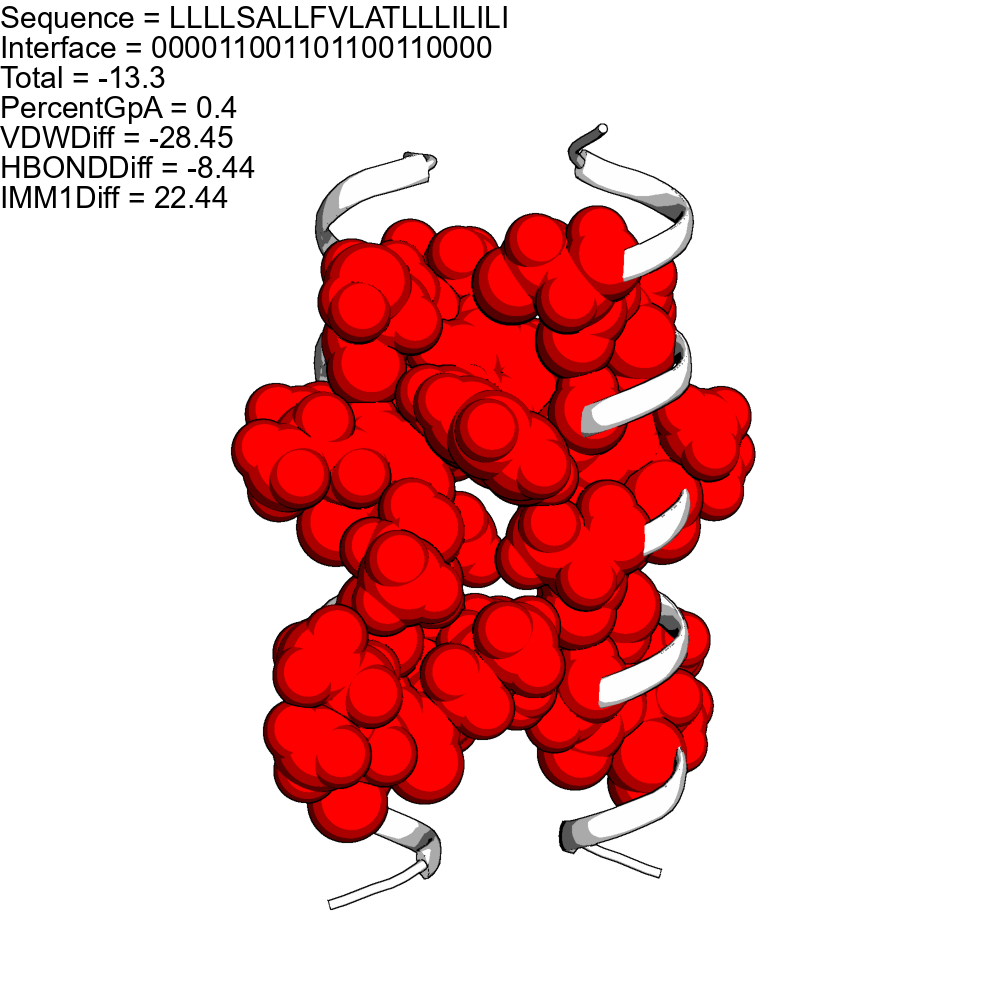 Sequence = LLLLSALLFVLATLLLILILI
Interface = 000011001101100110000
Total = -13.3
PercentGpA = 0.4
VDWDiff = -28.45
HBONDDiff = -8.44
IMM1Diff = 22.44